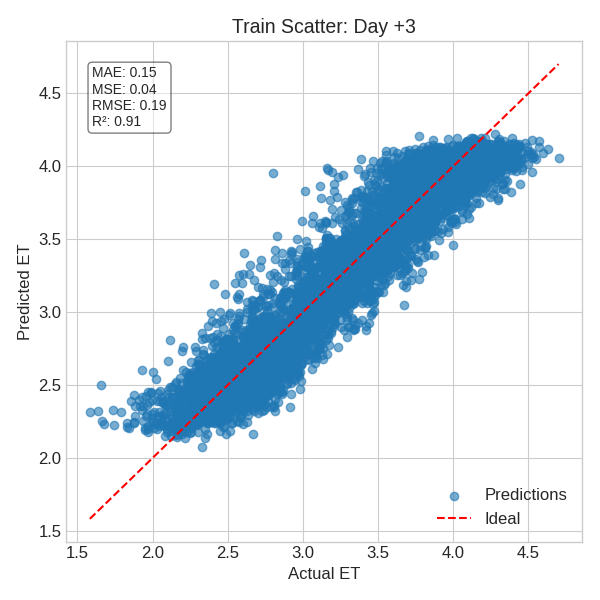 Train Scatter: Day +3
MAE: 0.15
MSE: 0.04
RMSE: 0.19
R²: 0.91
Predicted ET
4.5
4.0
3.5
3.0
2.5
2.0
1.5
Predictions
Ideal
1.5 2.0 2.5 3.0 3.5 4.0 4.5
Actual ET